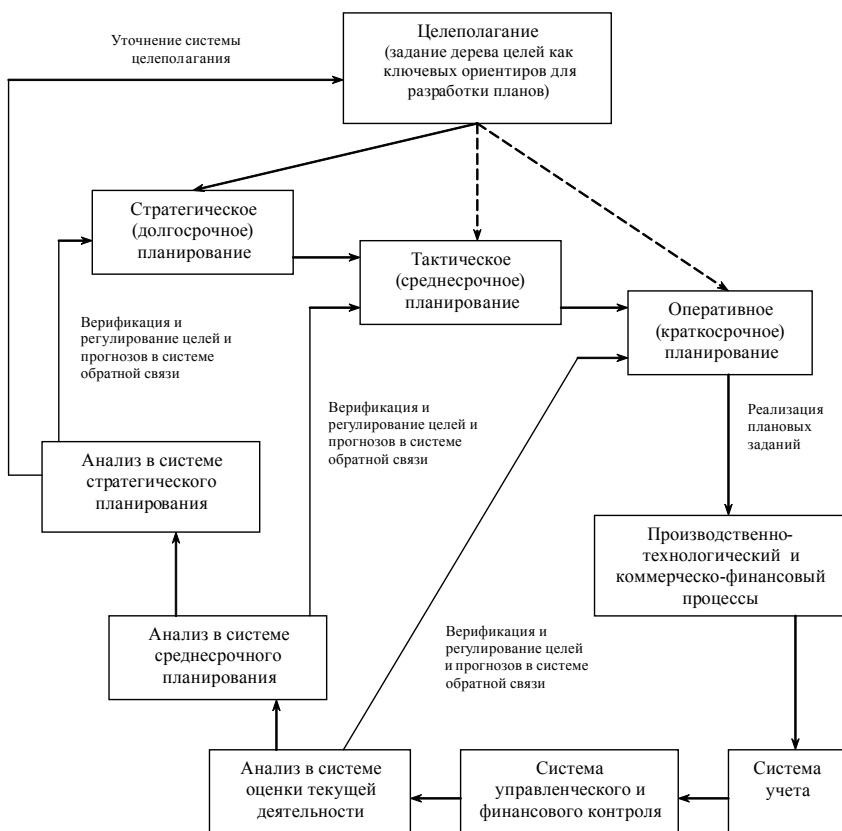 Уточнение системы
целеполагания
Целеполагание
(задание дерева целей как
ключевых ориентиров для
разработки планов)
Стратегическое
(долгосрочное)
планирование
Тактическое
(среднесрочное)
планирование
Оперативное
(краткосрочное)
планирование
Верификация и
регулирование целей и
прогнозов в системе
обратной связи
Верификация и
регулирование целей и
прогнозов в системе
обратной связи
Реализация
плановых
заданий
Анализ в системе
стратегического
планирования
Производственно-
технологический и
коммерческо-финансовый
процессы
Анализ в системе
среднесрочного
планирования
Верификация и
регулирование целей
и прогнозов в системе
обратной связи
Анализ в системе
оценки текущей
деятельности
Система
управленческого и
финансового контроля
Система
учета